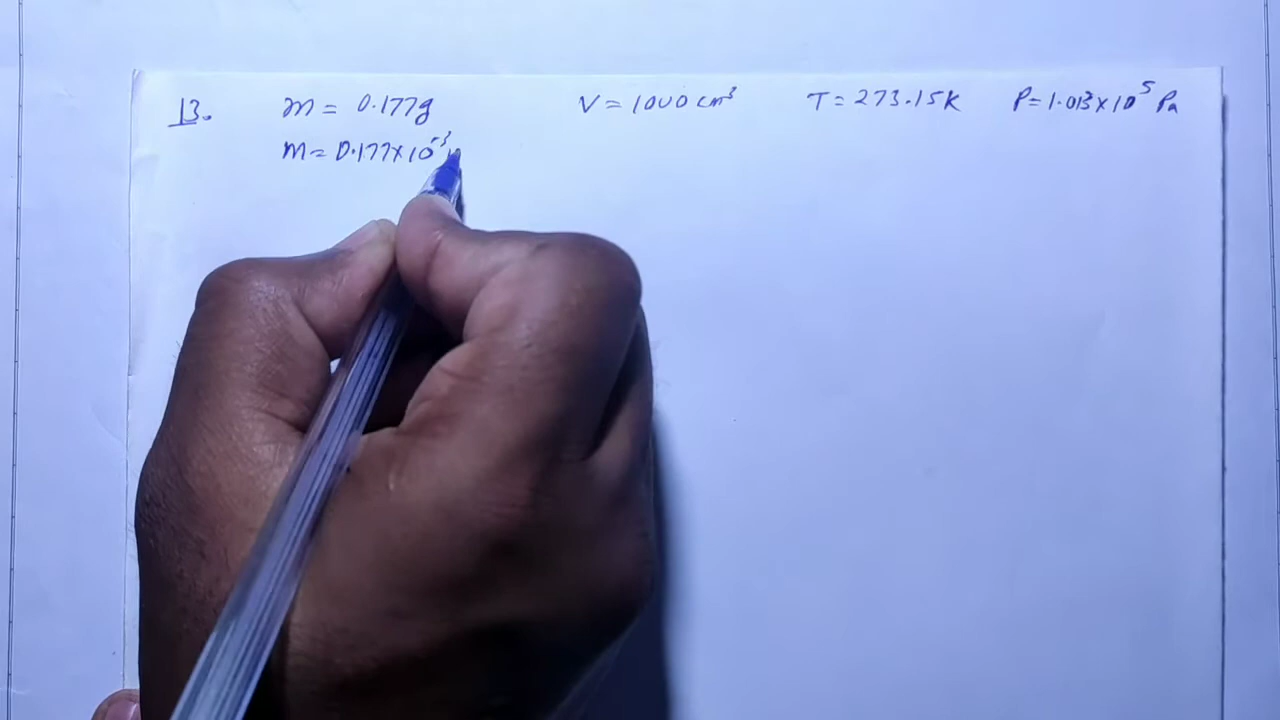 13. m = 0.177g V = 1000 cm³ T = 273.15K P = 1.013×10⁵ Pa
m = 0.177×10⁻³